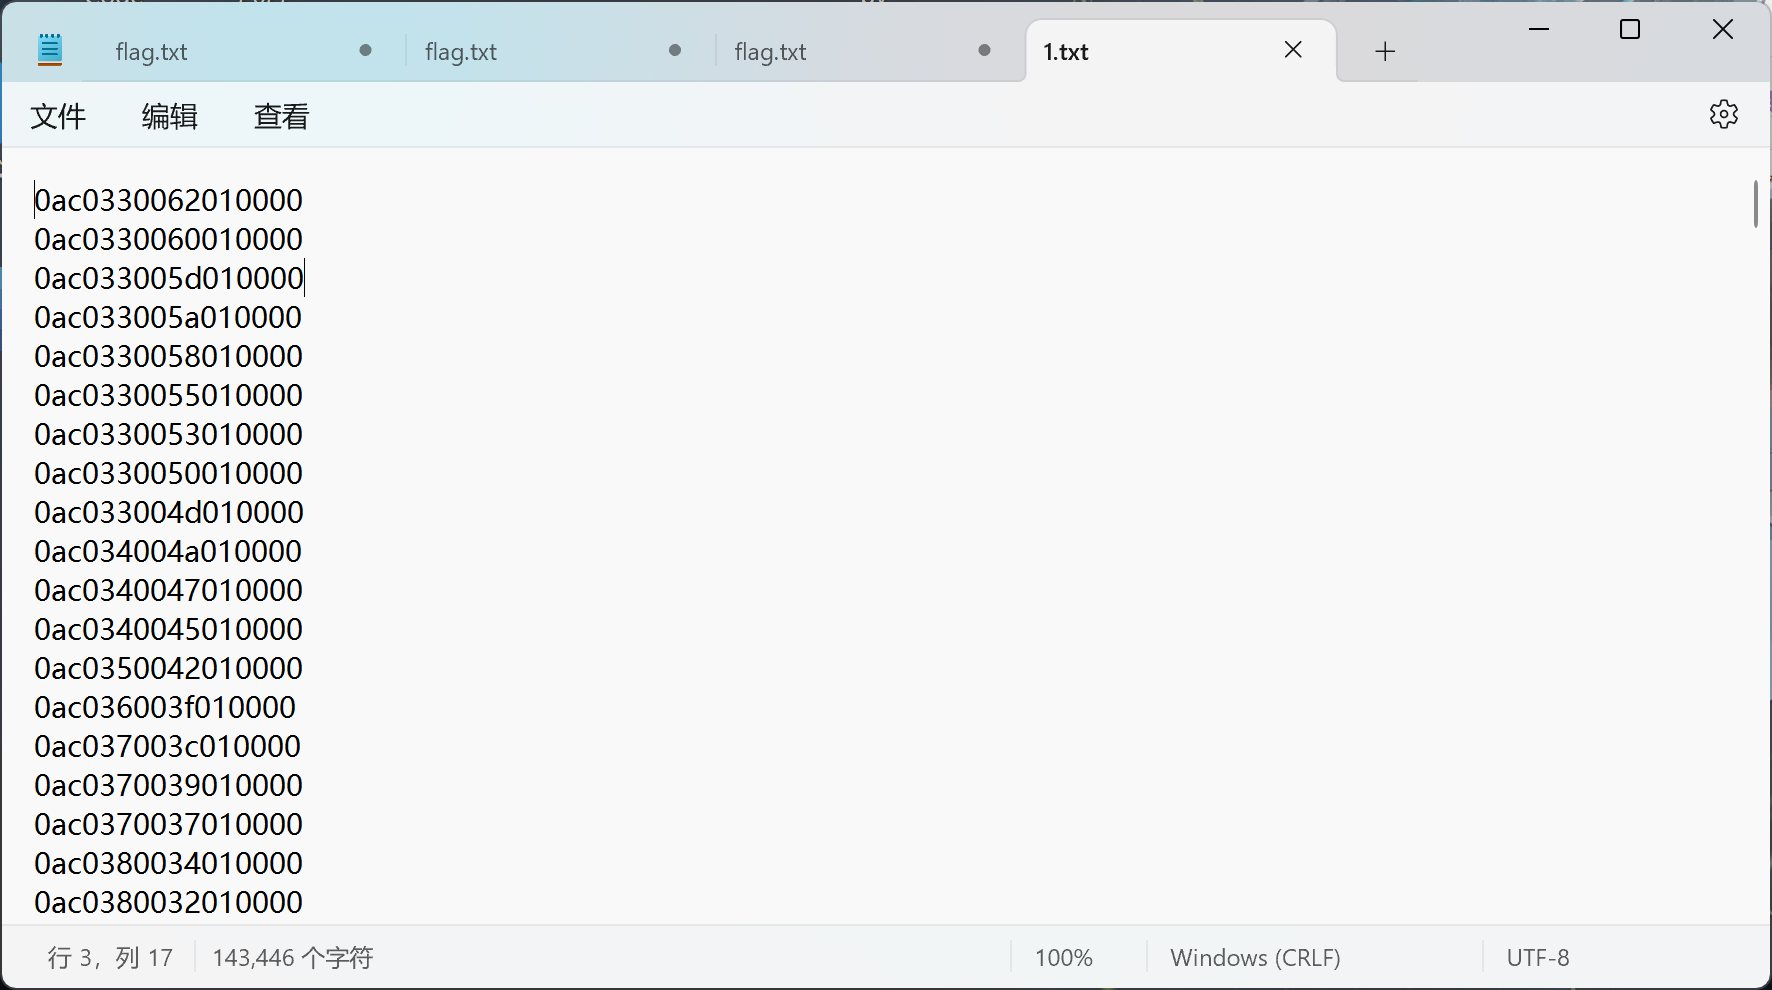 flag.txt
flag.txt
flag.txt
1.txt
文件 编辑 查看
0ac0330062010000
0ac0330060010000
0ac033005d010000
0ac033005a010000
0ac0330058010000
0ac0330055010000
0ac0330053010000
0ac0330050010000
0ac033004d010000
0ac034004a010000
0ac0340047010000
0ac0340045010000
0ac0350042010000
0ac036003f010000
0ac037003c010000
0ac0370039010000
0ac0370037010000
0ac0380034010000
0ac0380032010000
行 3，列 17 143,446 个字符 100% Windows (CRLF) UTF-8